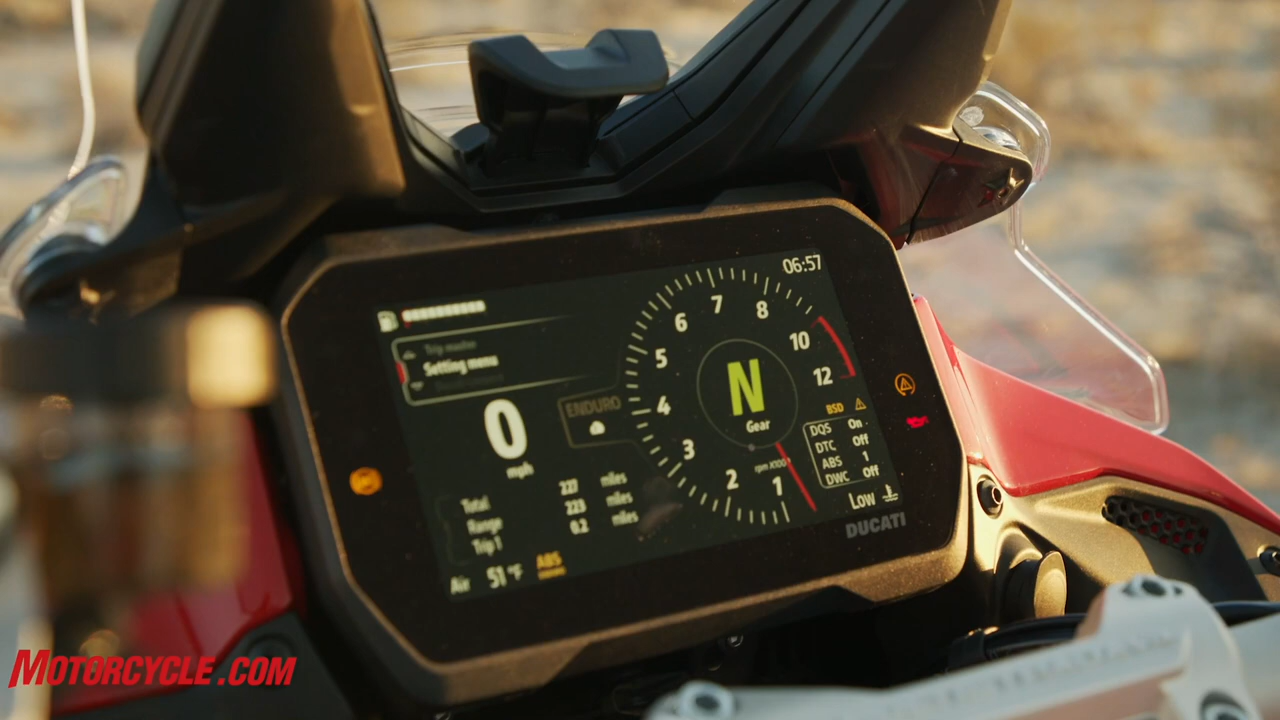 06:57
Trip master
Setting menu
0
mph
ENDURO
1
2
3
4
5
6
7
8
10
12
rpm X1000
N
Gear
BSD
DQS On
DTC Off
ABS 1
DWC Off
Low
Total 227 miles
Range 223 miles
Trip 1 0.2 miles
Air 51 °F
ABS
DUCATI
MOTORCYCLE.COM